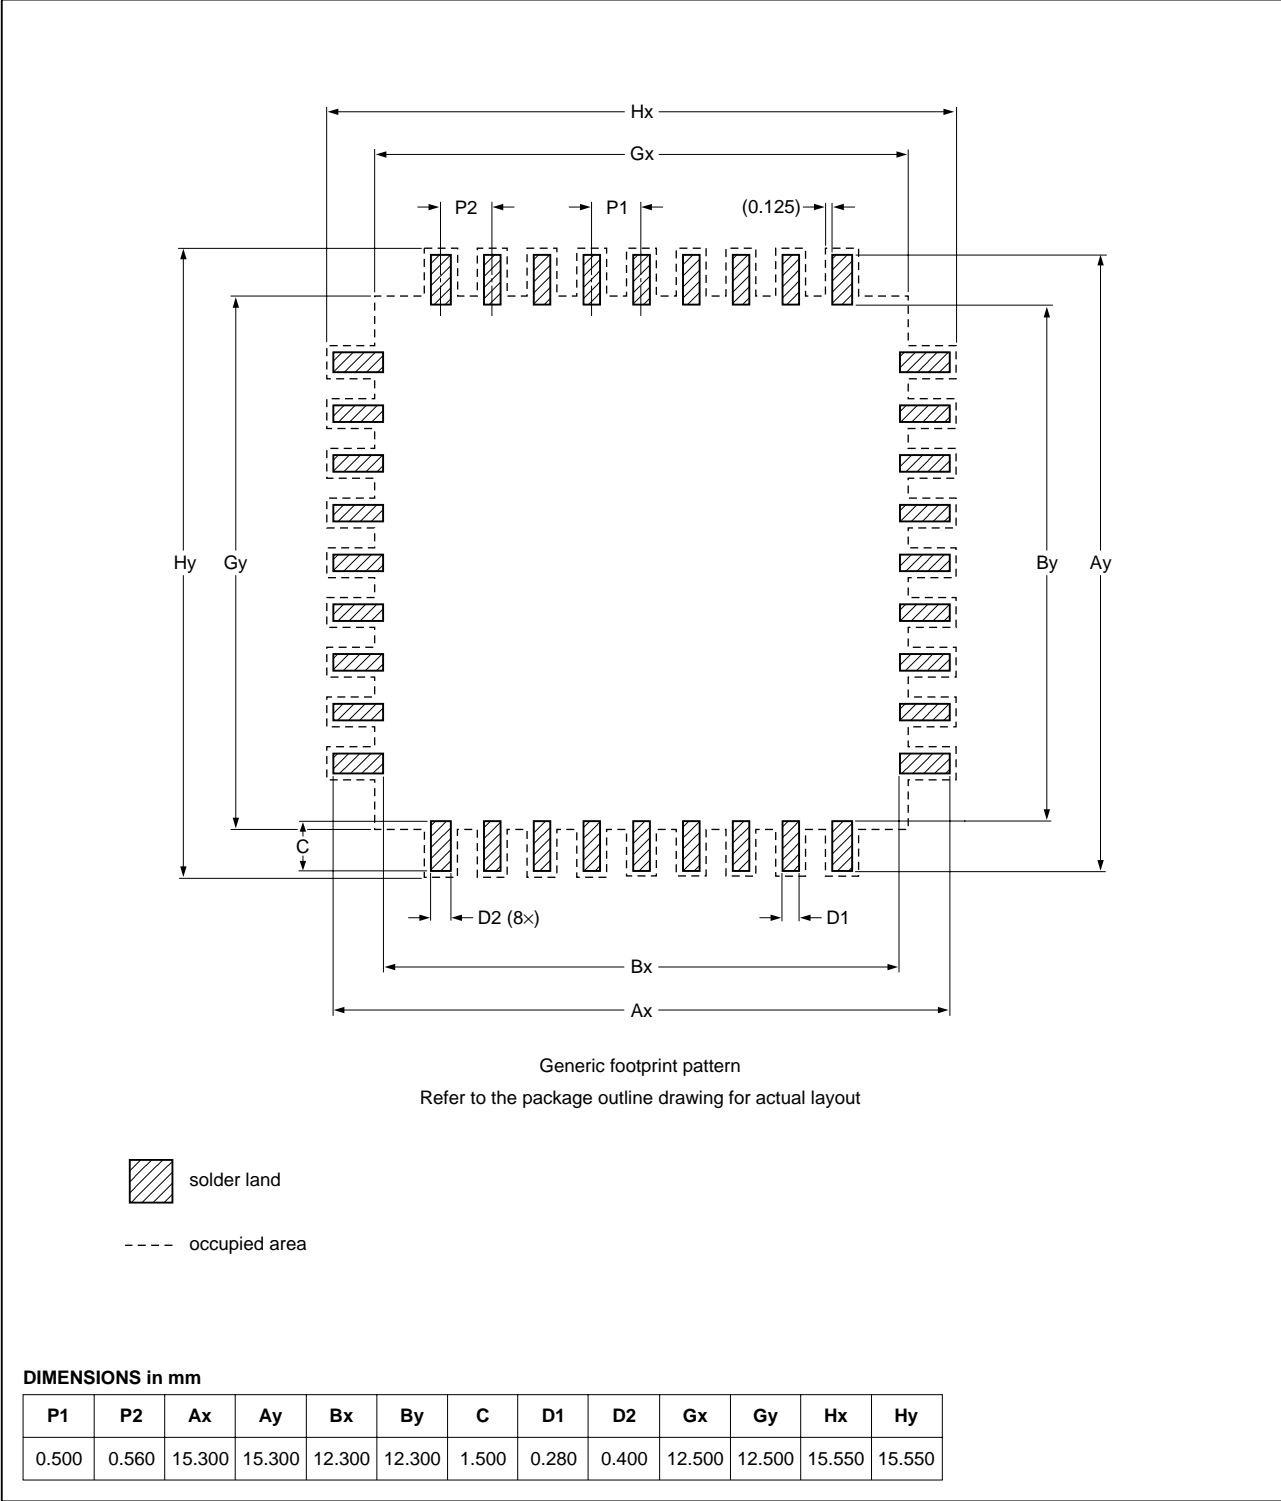 Hx
Gx
P2 P1 (0.125)
Hy Gy By Ay
C
D2 (8×) D1
Bx
Ax
Generic footprint pattern
Refer to the package outline drawing for actual layout
solder land
occupied area
DIMENSIONS in mm
P1 P2 Ax Ay Bx By C D1 D2 Gx Gy Hx Hy
0.500 0.560 15.300 15.300 12.300 12.300 1.500 0.280 0.400 12.500 12.500 15.550 15.550